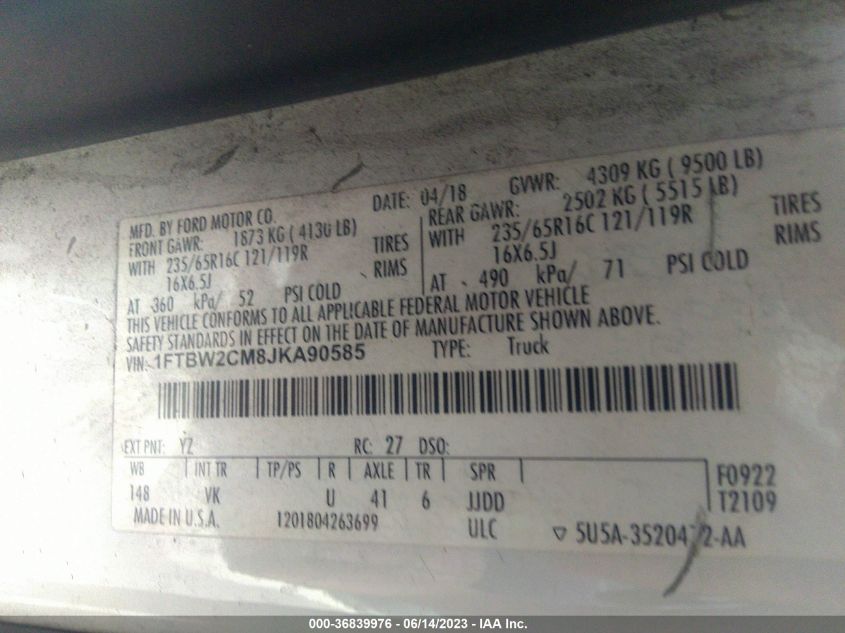 MFD. BY FORD MOTOR CO. DATE: 04/18 GVWR: 4309 KG ( 9500 LB)
FRONT GAWR: 1873 KG ( 4130 LB) REAR GAWR: 2502 KG ( 5515 LB)
WITH 235/65R16C 121/119R TIRES WITH 235/65R16C 121/119R TIRES
16X6.5J RIMS 16X6.5J RIMS
AT 360 kPa/ 52 PSI COLD AT 490 kPa/ 71 PSI COLD
THIS VEHICLE CONFORMS TO ALL APPLICABLE FEDERAL MOTOR VEHICLE
SAFETY STANDARDS IN EFFECT ON THE DATE OF MANUFACTURE SHOWN ABOVE.
VIN: 1FTBW2CM8JKA90585 TYPE: Truck
EXT PNT: YZ RC: 27 DSO:
WB INT TR TP/PS R AXLE TR SPR F0922
148 VK U 41 6 JJDD T2109
MADE IN U.S.A. 1201804263699 ULC ▽ 5U5A-3520472-AA
000-36839976 - 06/14/2023 - IAA Inc.